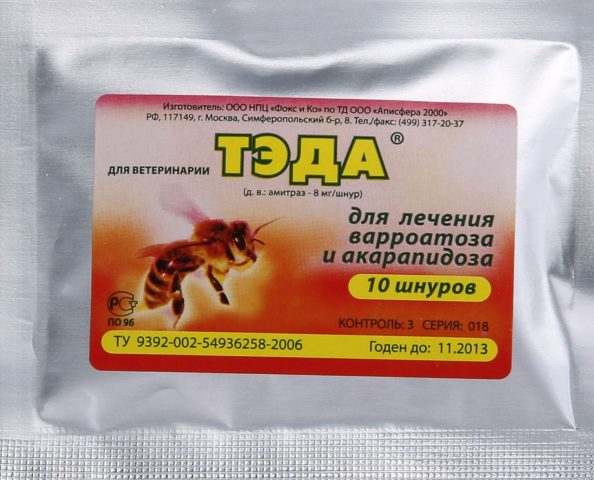 Изготовитель: ООО НПЦ «Фокс и Ко» по ТД ООО «Аписфера 2000»
РФ, 117149, г. Москва, Симферопольский б-р, 8. Тел./факс: (499) 317-20-37
ДЛЯ ВЕТЕРИНАРИИ ТЭДА ®
(д. в.: амитраз - 8 мг/шнур)
для лечения
варроатоза
и акарапидоза
10 шнуров
РСТ
ПО 96
КОНТРОЛЬ: 3 СЕРИЯ: 018
ТУ 9392-002-54936258-2006 Годен до: 11.2013